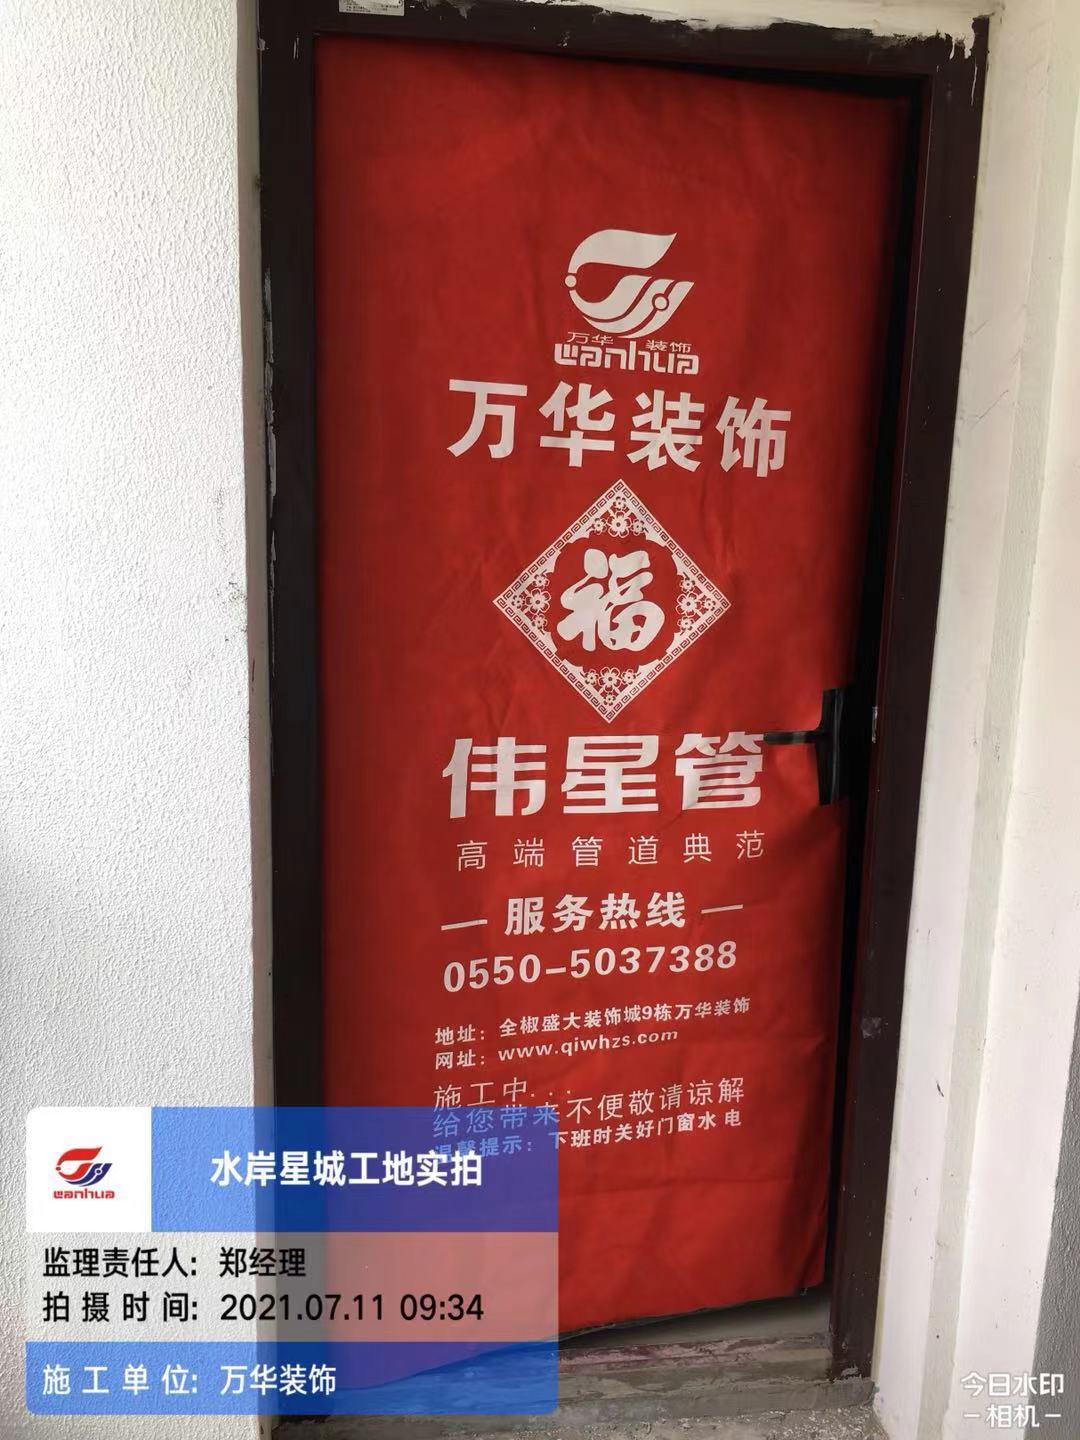 万华 装饰
wanhua
万华装饰
福
伟星管
高端管道典范
— 服务热线 —
0550-5037388
地址：全椒盛大装饰城9栋万华装饰
网址：www.qiwhzs.com
施工中...
给您带来不便敬请谅解
温馨提示：下班时关好门窗水 电
wanhua
水岸星城工地实拍
监理责任人: 郑经理
拍摄时间: 2021.07.11 09:34
施工单位: 万华装饰
今日水印
-相机-